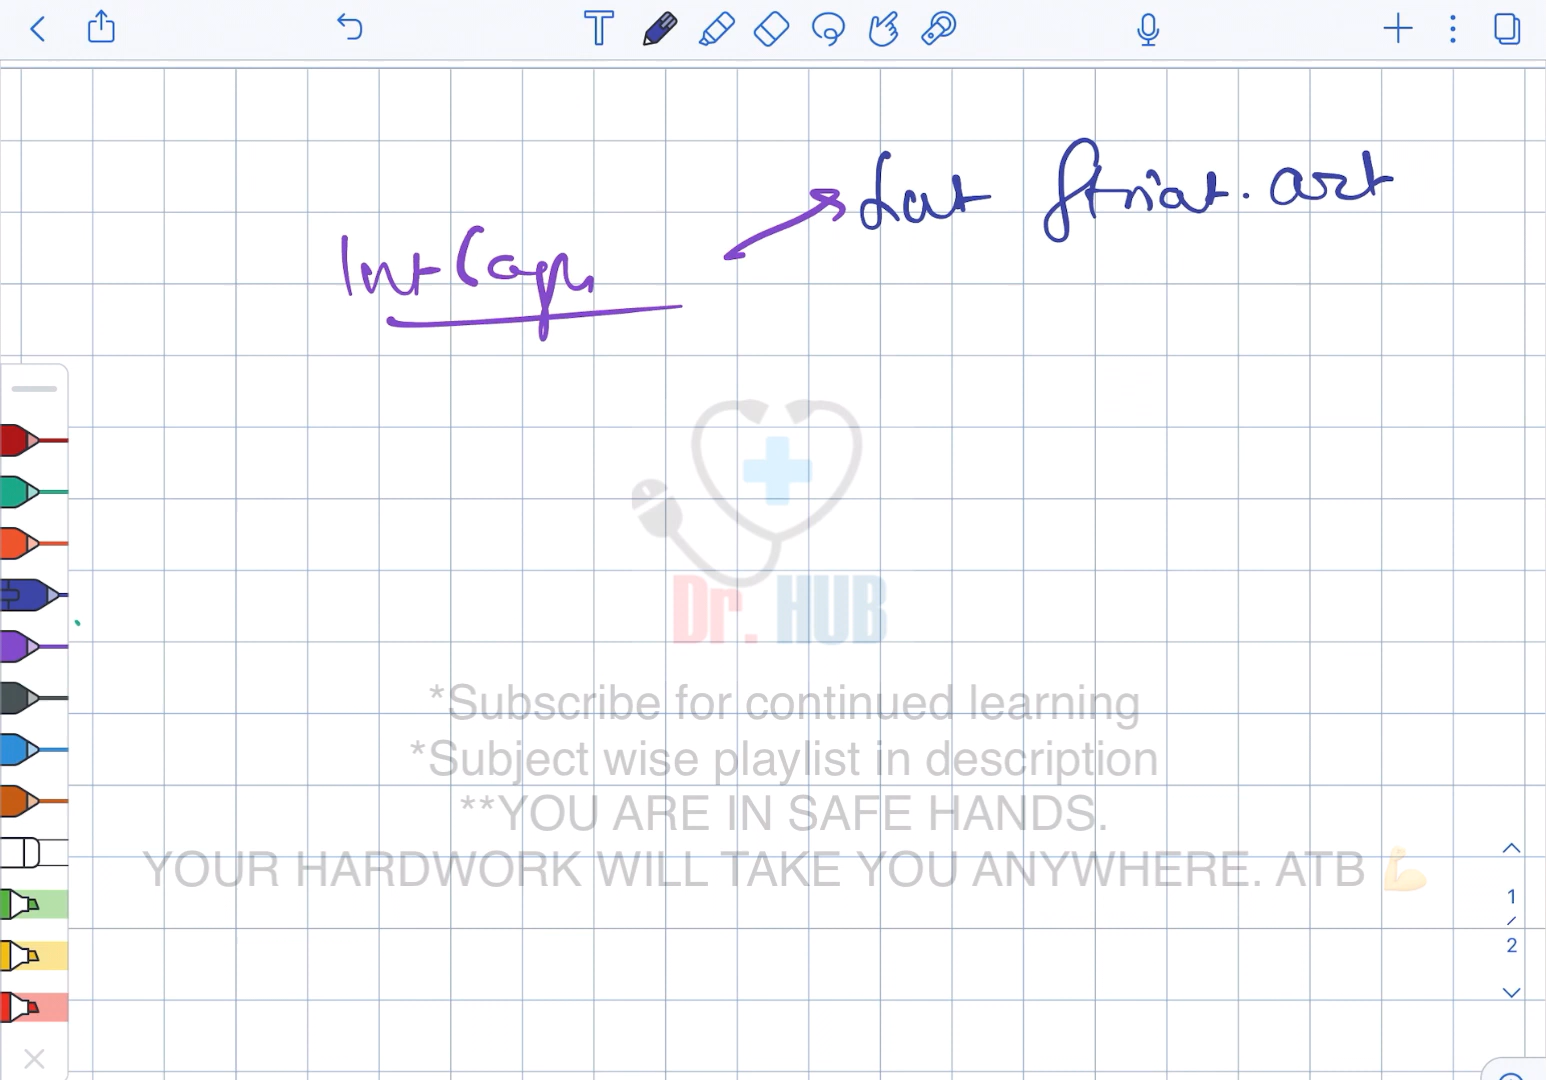 Lat Striat. art
Int Caps
Dr. HUB
*Subscribe for continued learning
*Subject wise playlist in description
**YOU ARE IN SAFE HANDS.
YOUR HARDWORK WILL TAKE YOU ANYWHERE. ATB 💪
1
/
2